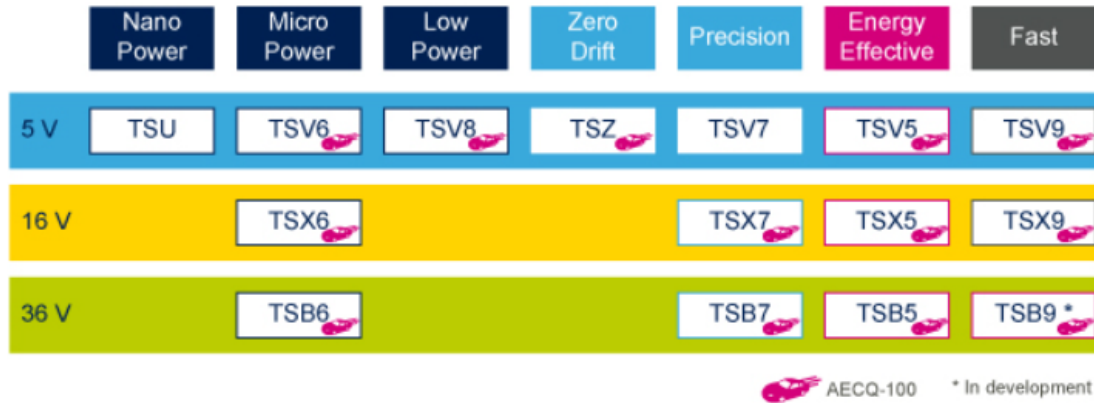 Nano
Power
Micro
Power
Low
Power
Zero
Drift
Precision
Energy
Effective
Fast
5 V TSU TSV6 TSV8 TSZ TSV7 TSV5 TSV9
16 V TSX6 TSX7 TSX5 TSX9
36 V TSB6 TSB7 TSB5 TSB9 *
AECQ-100 * In development